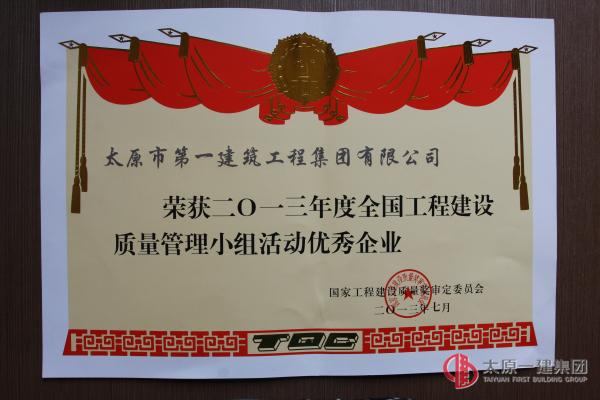 太原市第一建筑工程集团有限公司
荣获二〇一三年度全国工程建设
质量管理小组活动优秀企业
国家工程建设质量奖审定委员会
二〇一三年七月
TQC
太原一建集团
TAIYUAN FIRST BUILDING GROUP